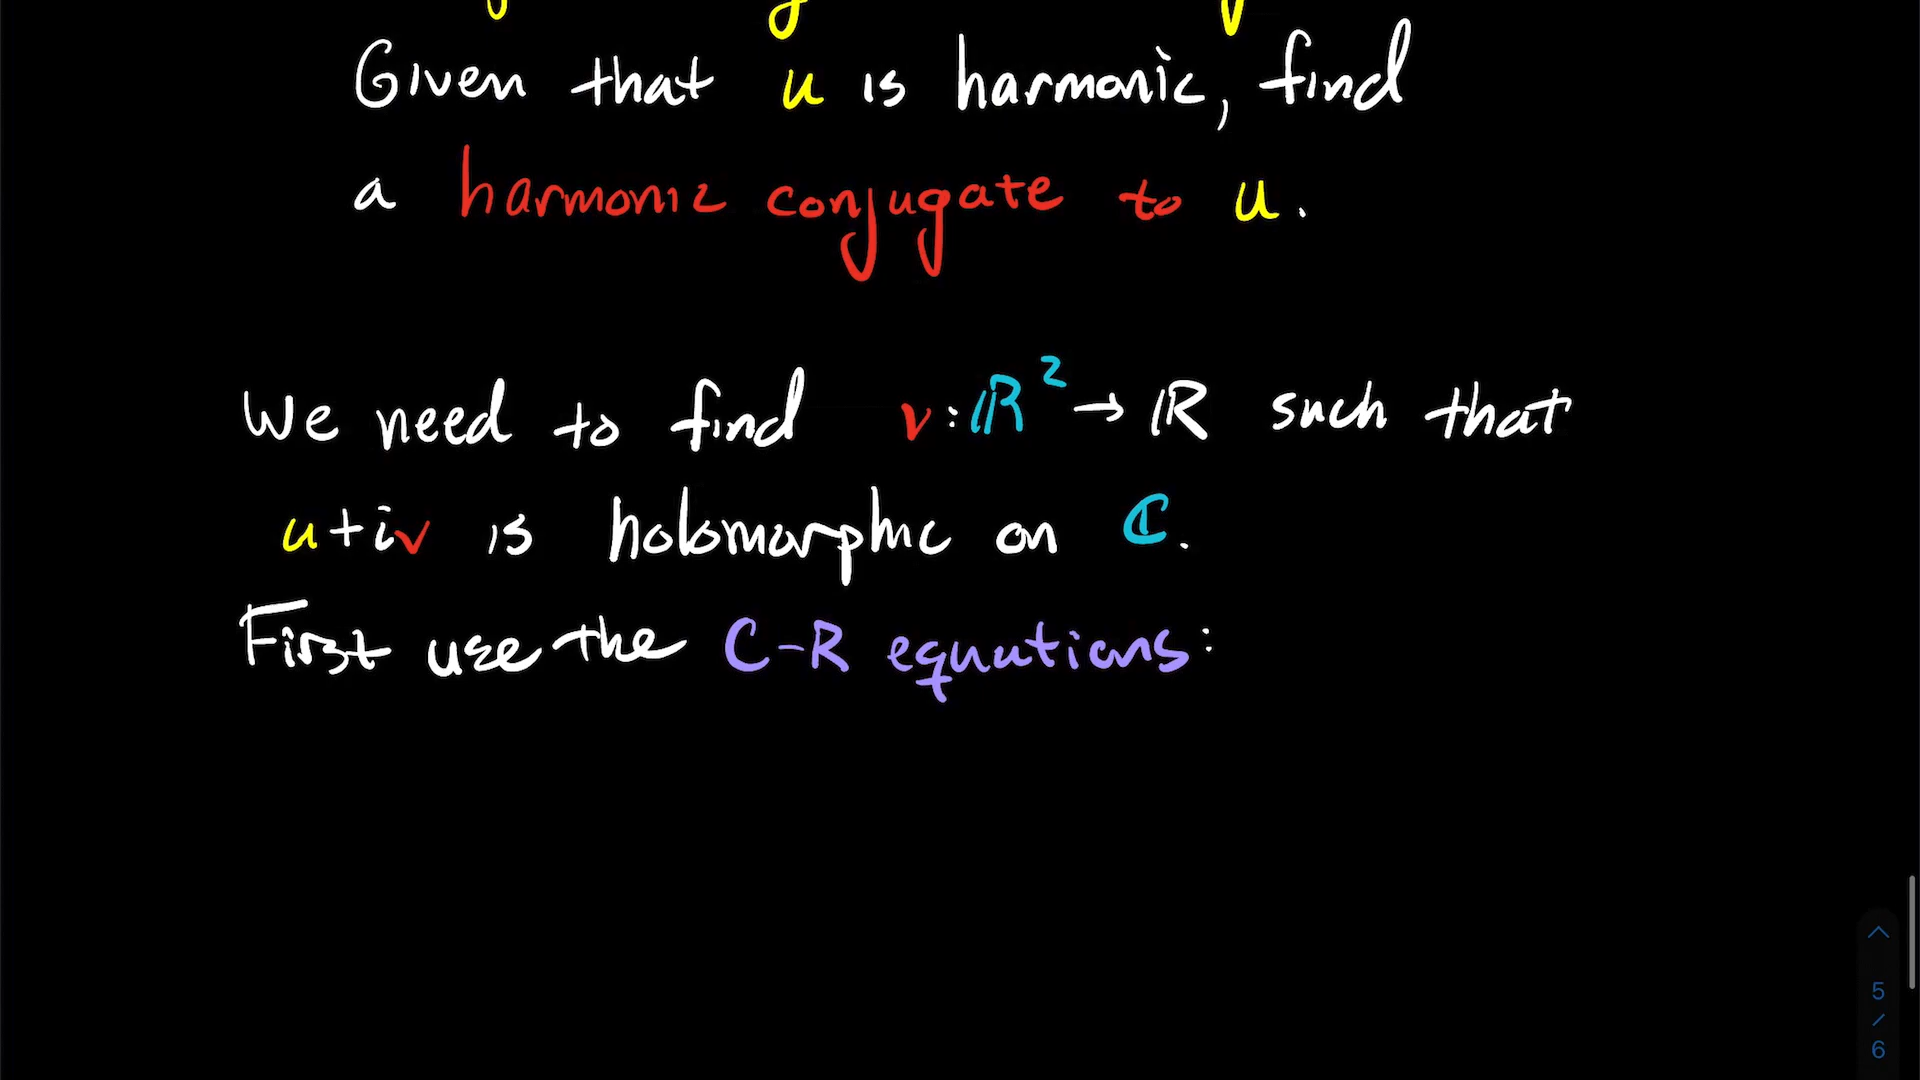 Given that u is harmonic, find
a harmonic conjugate to u.
We need to find v: ℝ² → ℝ such that
u+iv is holomorphic on ℂ.
First use the C-R equations:
5
/
6